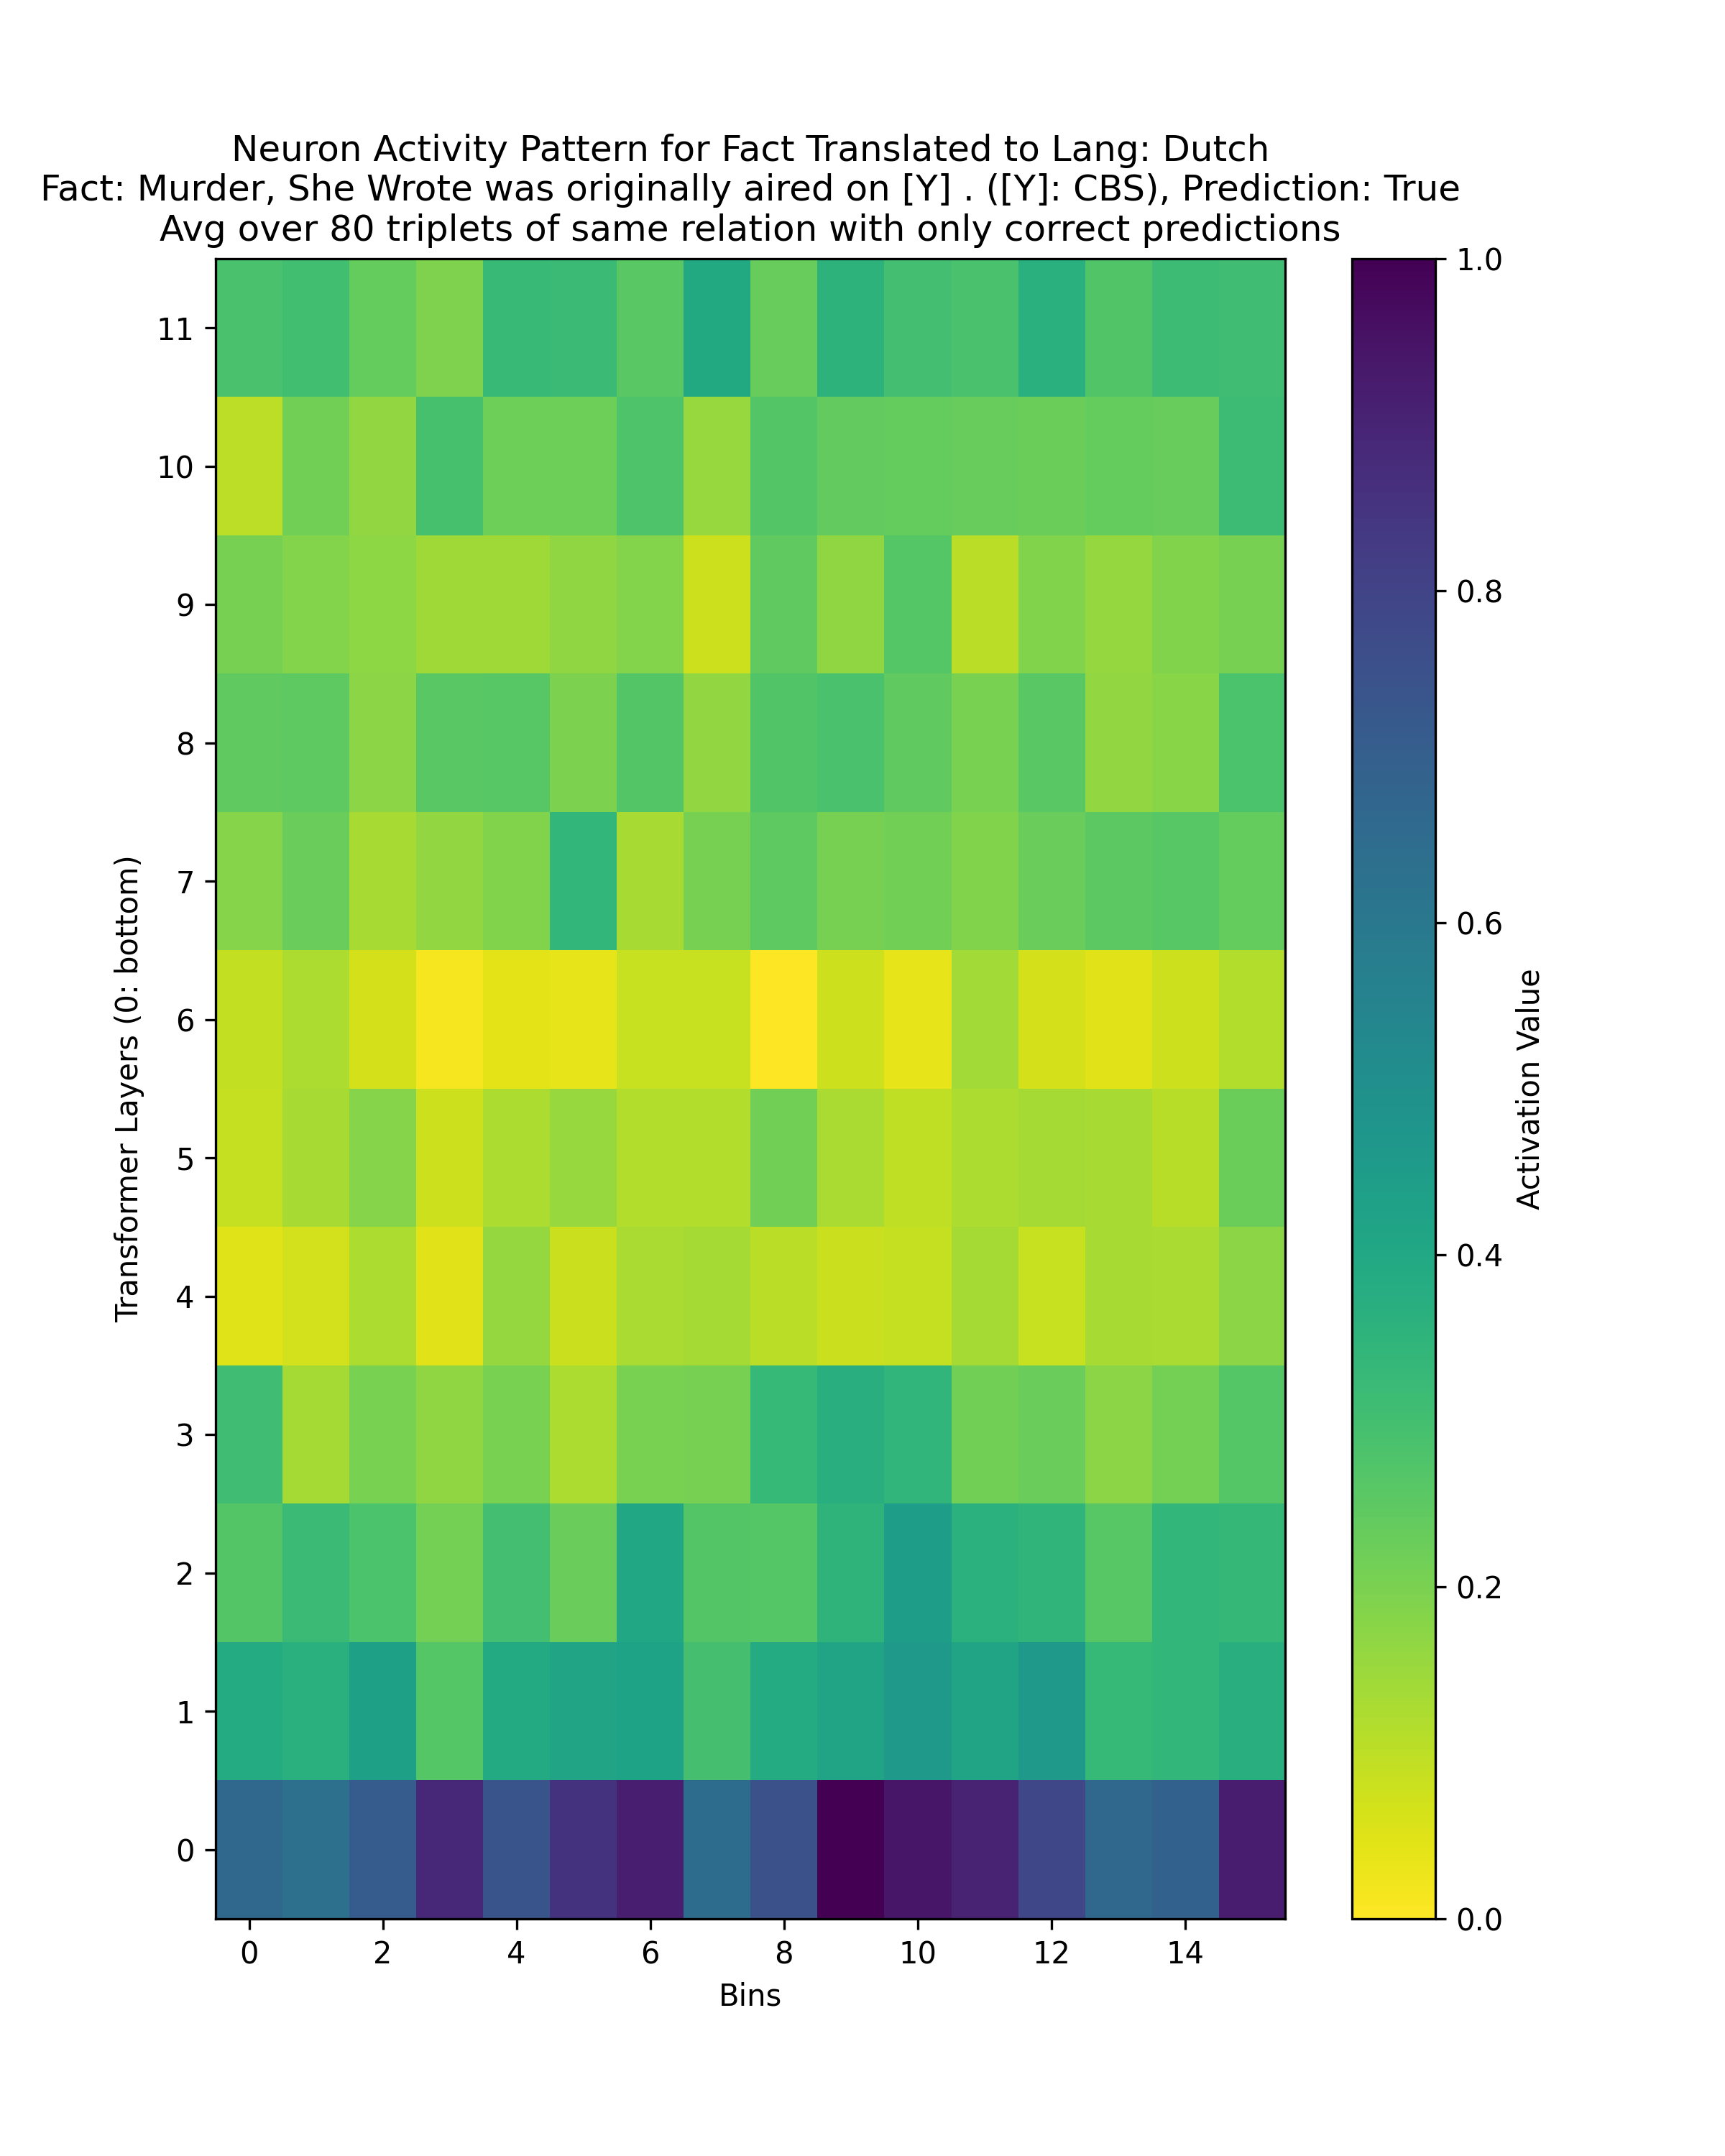 Neuron Activity Pattern for Fact Translated to Lang: Dutch
Fact: Murder, She Wrote was originally aired on [Y] . ([Y]: CBS), Prediction: True
Avg over 80 triplets of same relation with only correct predictions
Transformer Layers (0: bottom)
11
10
9
8
7
6
5
4
3
2
1
0
0 2 4 6 8 10 12 14
Bins
1.0
0.8
0.6
0.4
0.2
0.0
Activation Value